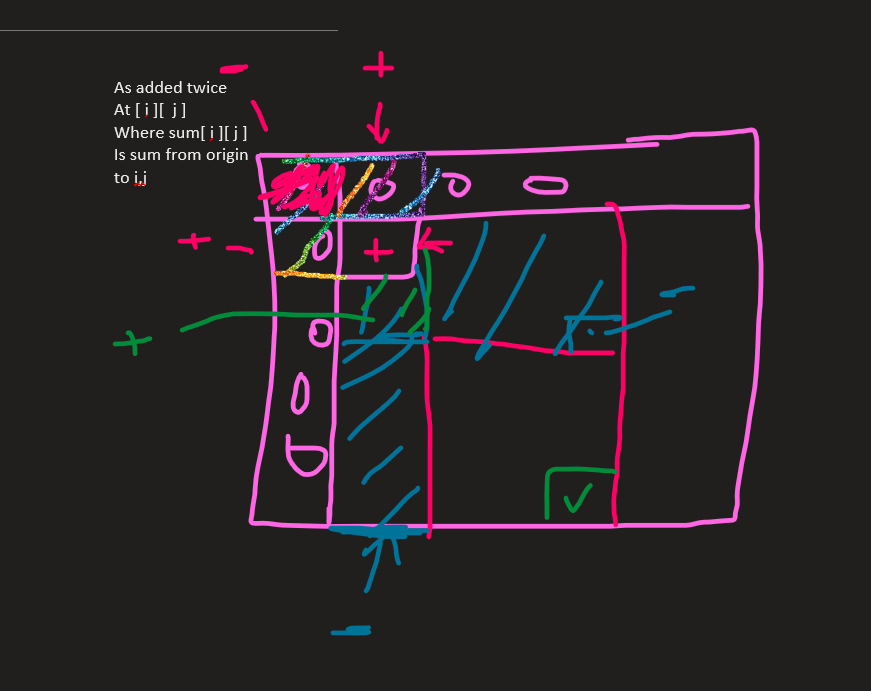 -
+
As added twice
At [ i ][ j ]
Where sum[ i ][ j ]
Is sum from origin
to i,j
0 0 0
+ -
0 +
-
+
0
0
0
-